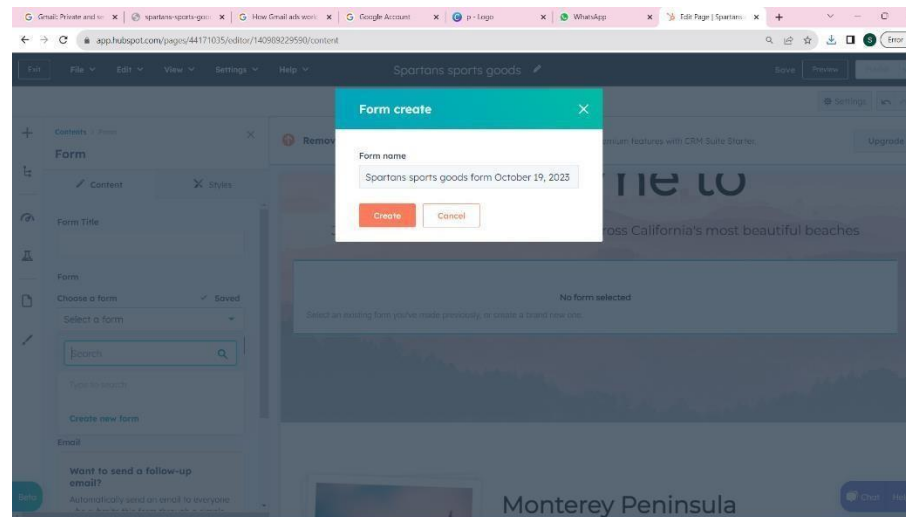 Gmail: Private and se
spartans-sports-goo
How Gmail ads work
Google Account
p - Logo
WhatsApp
Edit Page | Spartans
app.hubspot.com/pages/44171035/editor/140989229590/content
Error
Exit
File
Edit
View
Settings
Help
Spartans sports goods
Save
Preview
Settings
Form create
Contents
Form
Form
Content
Styles
Remov
emium features with CRM Suite Starter.
Upgrade
Form name
Spartans sports goods form October 19, 2023
Create
Cancel
me to
ross California's most beautiful beaches
Form Title
Form
Choose a form
Saved
Select a form
No form selected
Select an existing form you've made previously, or create a brand new one.
Search
Type to search
Create new form
Email
Want to send a follow-up
email?
Automatically send an email to everyone
Beta
Monterey Peninsula
Chat